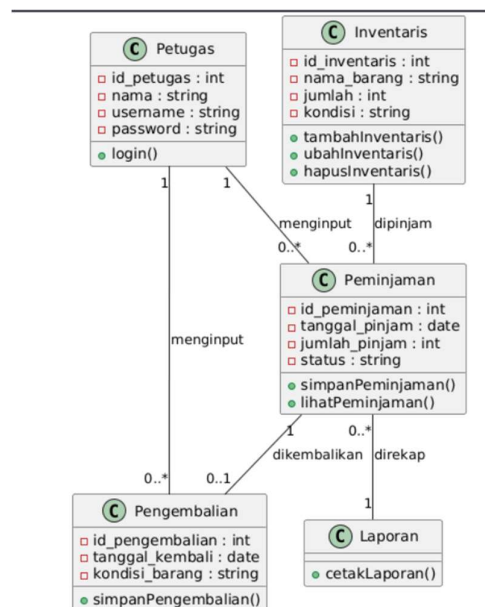 C Petugas
id_petugas : int
nama : string
username : string
password : string
login()
C Inventaris
id_inventaris : int
nama_barang : string
jumlah : int
kondisi : string
tambahInventaris()
ubahInventaris()
hapusInventaris()
1
1
1
menginput
dipinjam
0..*
0..*
C Peminjaman
id_peminjaman : int
tanggal_pinjam : date
jumlah_pinjam : int
status : string
simpanPeminjaman()
lihatPeminjaman()
menginput
1
0..*
dikembalikan
direkap
0..*
0..1
1
C Pengembalian
id_pengembalian : int
tanggal_kembali : date
kondisi_barang : string
simpanPengembalian()
C Laporan
cetakLaporan()